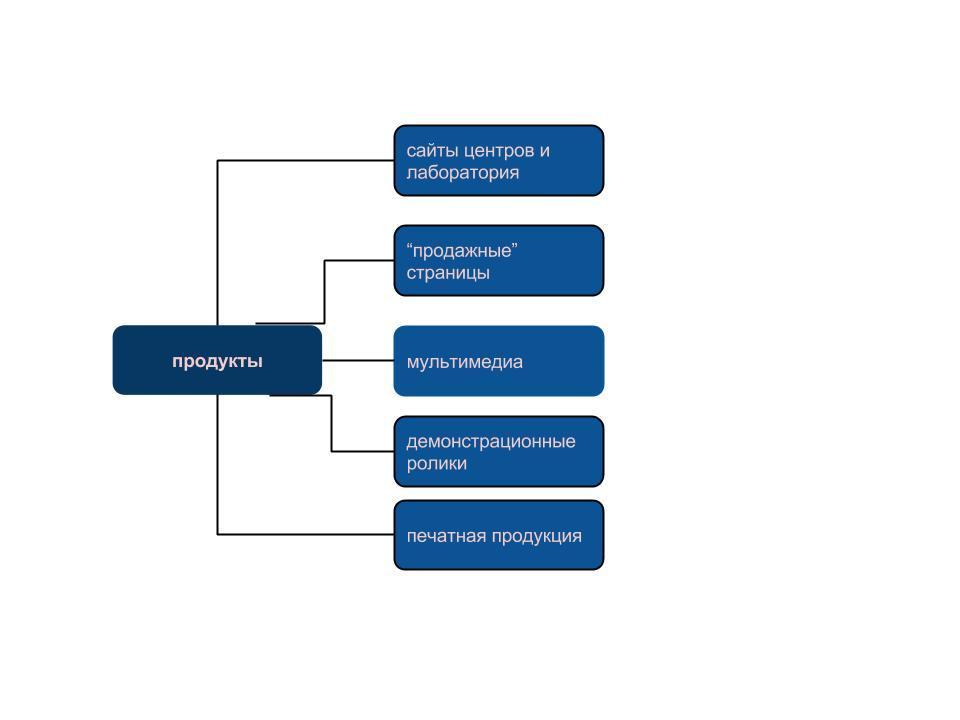 сайты центров и
лаборатория
“продажные”
страницы
продукты
мультимедиа
демонстрационные
ролики
печатная продукция